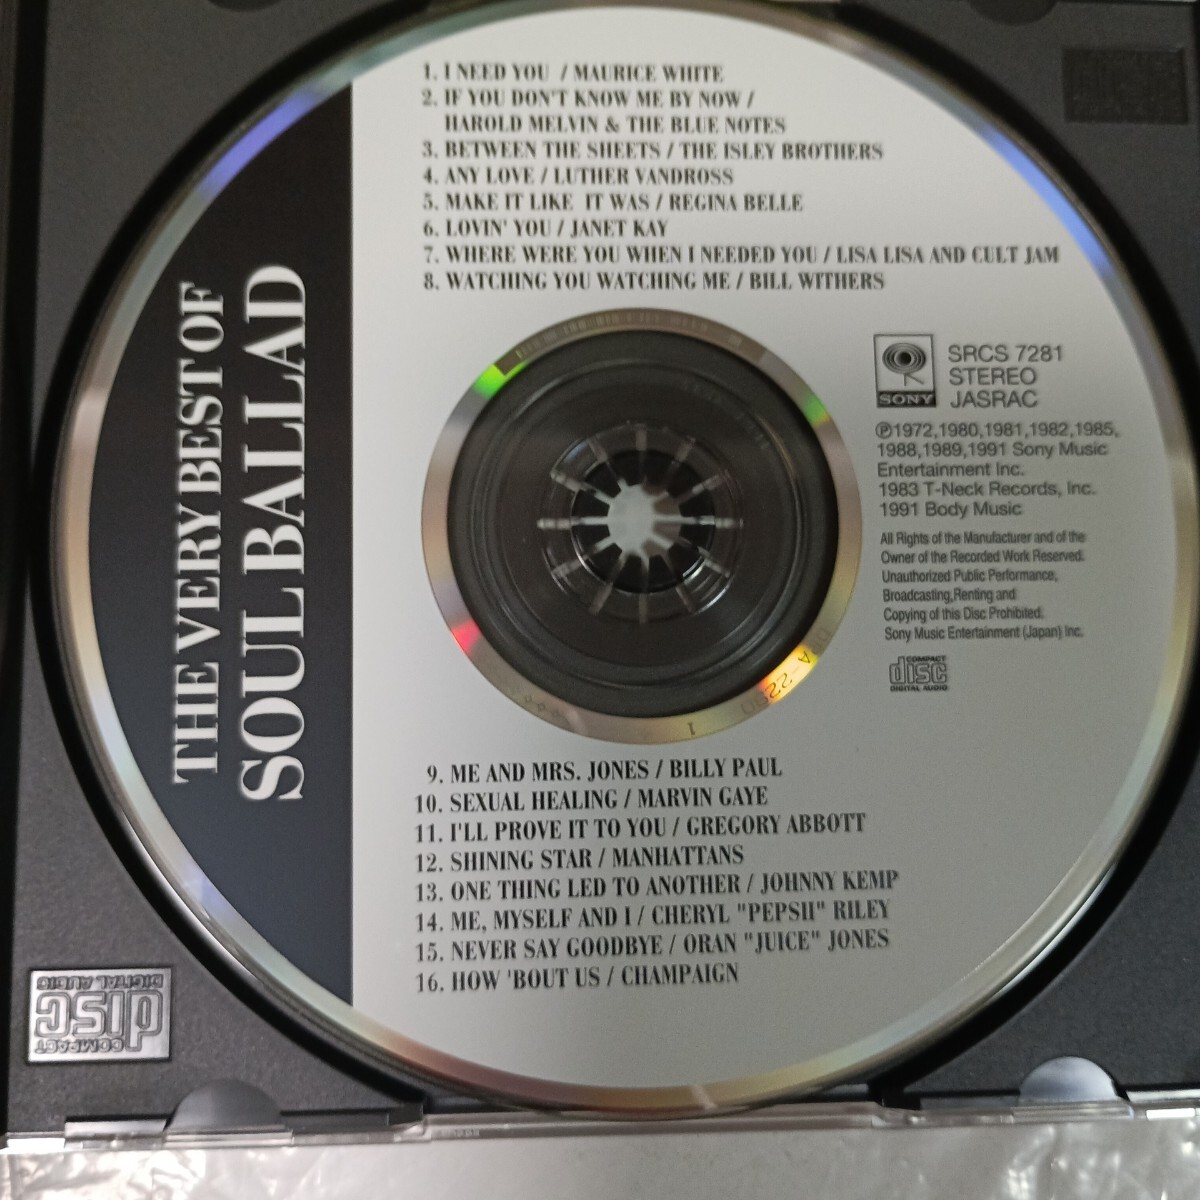 THE VERY BEST OF
SOUL BALLAD
1. I NEED YOU / MAURICE WHITE
2. IF YOU DON'T KNOW ME BY NOW /
HAROLD MELVIN & THE BLUE NOTES
3. BETWEEN THE SHEETS / THE ISLEY BROTHERS
4. ANY LOVE / LUTHER VANDROSS
5. MAKE IT LIKE IT WAS / REGINA BELLE
6. LOVIN' YOU / JANET KAY
7. WHERE WERE YOU WHEN I NEEDED YOU / LISA LISA AND CULT JAM
8. WATCHING YOU WATCHING ME / BILL WITHERS
SONY
SRCS 7281
STEREO
JASRAC
℗1972,1980,1981,1982,1985,
1988,1989,1991 Sony Music
Entertainment Inc.
1983 T-Neck Records, Inc.
1991 Body Music
All Rights of the Manufacturer and of the
Owner of the Recorded Work Reserved.
Unauthorized Public Performance,
Broadcasting,Renting and
Copying of this Disc Prohibited.
Sony Music Entertainment (Japan) Inc.
COMPACT
disc
DIGITAL AUDIO
9. ME AND MRS. JONES / BILLY PAUL
10. SEXUAL HEALING / MARVIN GAYE
11. I'LL PROVE IT TO YOU / GREGORY ABBOTT
12. SHINING STAR / MANHATTANS
13. ONE THING LED TO ANOTHER / JOHNNY KEMP
14. ME, MYSELF AND I / CHERYL "PEPSII" RILEY
15. NEVER SAY GOODBYE / ORAN "JUICE" JONES
16. HOW 'BOUT US / CHAMPAIGN
COMPACT
disc
DIGITAL AUDIO